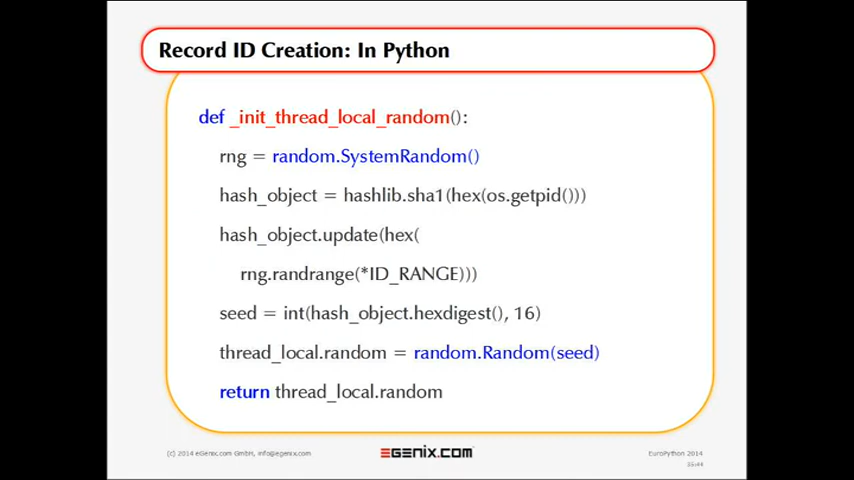 Record ID Creation: In Python
def _init_thread_local_random():
rng = random.SystemRandom()
hash_object = hashlib.sha1(hex(os.getpid()))
hash_object.update(hex(
rng.randrange(*ID_RANGE)))
seed = int(hash_object.hexdigest(), 16)
thread_local.random = random.Random(seed)
return thread_local.random
(c) 2014 eGenix.com GmbH, info@egenix.com
EGENIX.COM
EuroPython 2014
35:44